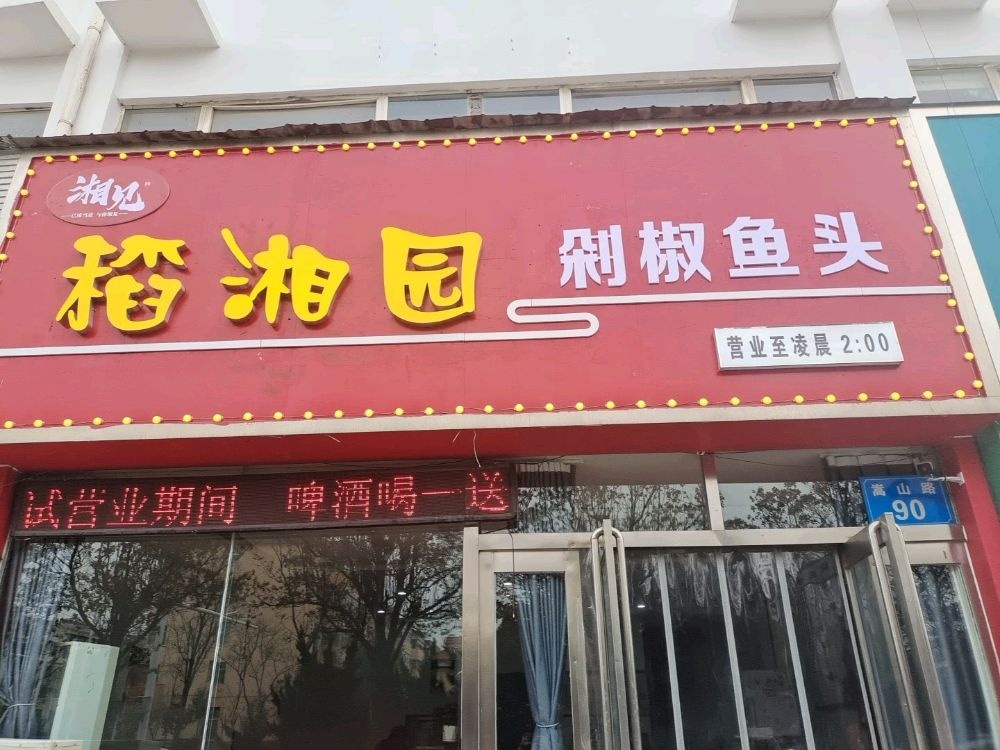 湘见
稻湘园
剁椒鱼头
营业至凌晨 2:00
试营业期间 啤酒喝一送
嵩山路
90